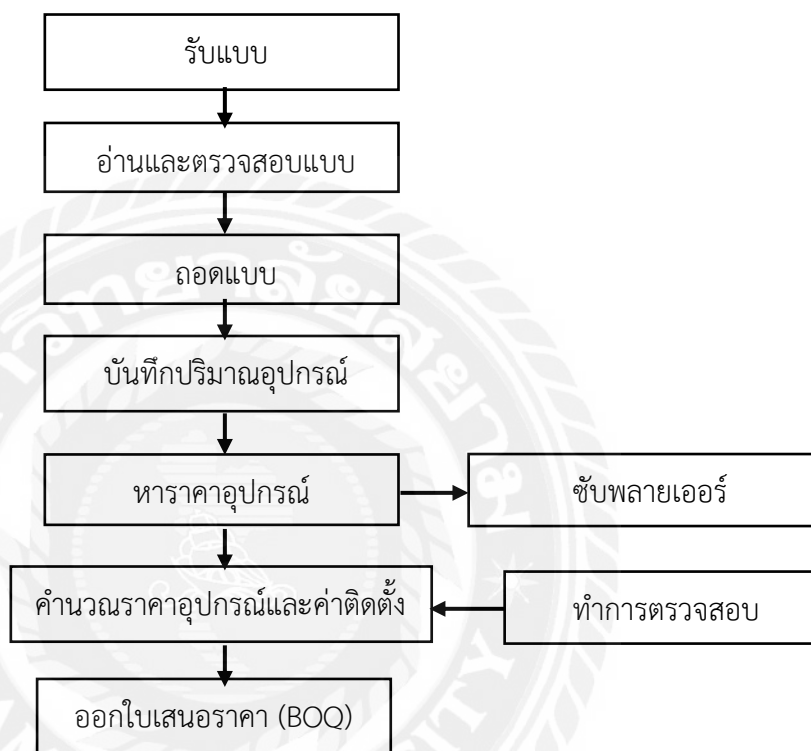 รับแบบ
อ่านและตรวจสอบแบบ
ถอดแบบ
บันทึกปริมาณอุปกรณ์
หาราคาอุปกรณ์
ซับพลายเออร์
คำนวณราคาอุปกรณ์และค่าติดตั้ง
ทำการตรวจสอบ
ออกใบเสนอราคา (BOQ)